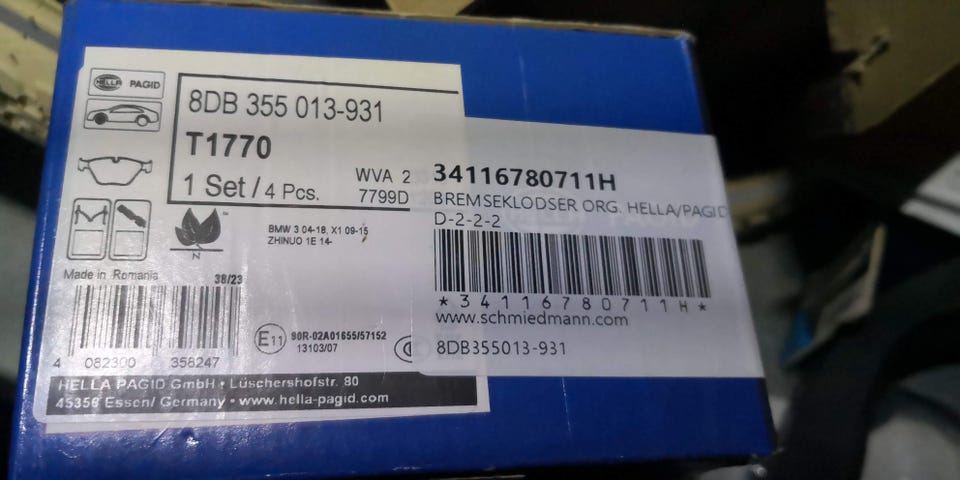 HELLA PAGID
8DB 355 013-931
T1770
1 Set / 4 Pcs.
WVA 2
7799D
BMW 3 04-18, X1 09-15
ZHINUO 1E 14-
N
Made in Romania
38/23
4 082300 358247
E11
90R-02A01655/57152
13103/07
HELLA PAGID GmbH • Lüschershofstr. 80
45356 Essen/ Germany • www.hella-pagid.com
34116780711H
BREMSEKLODSER ORG. HELLA/PAGID
D-2-2-2
*34116780711H*
www.schmiedmann.com
8DB355013-931